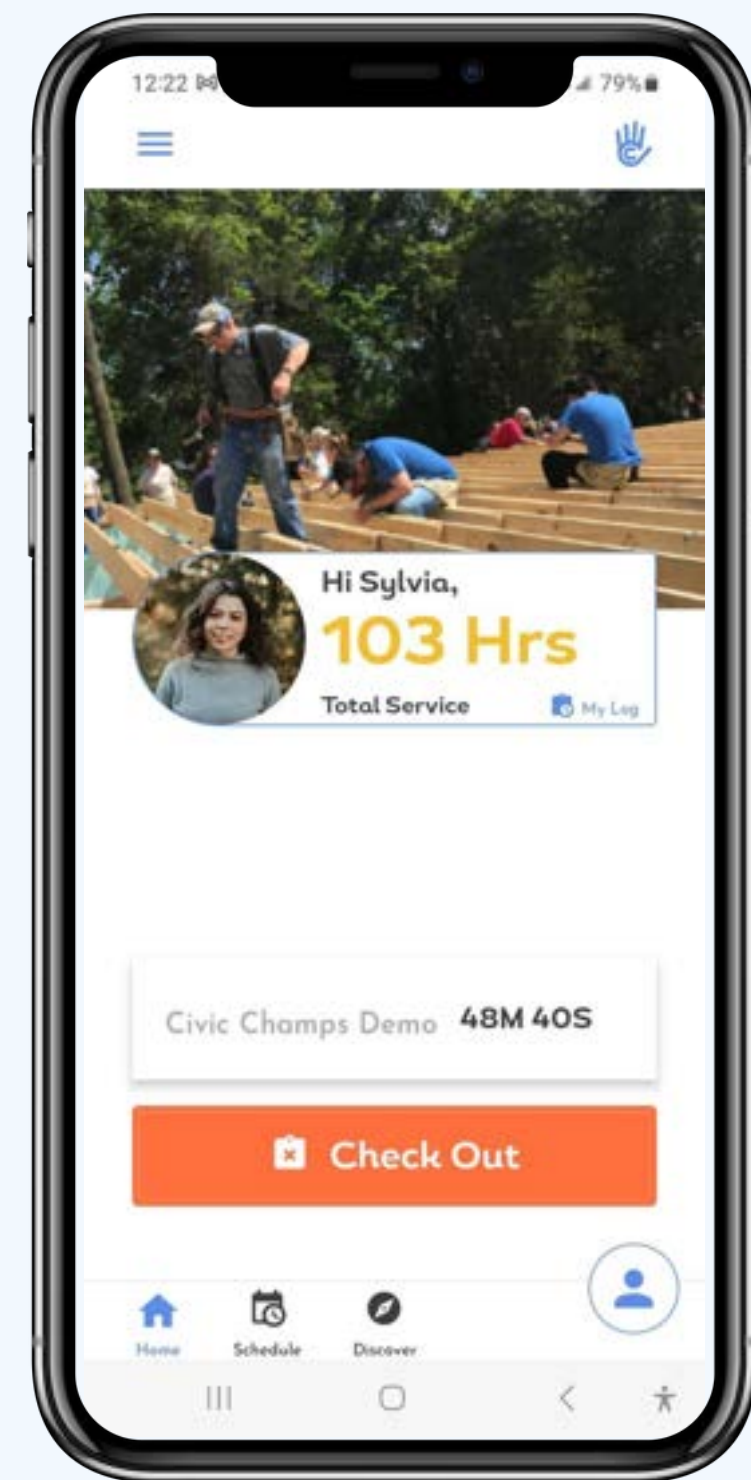 12:22
79%
Hi Sylvia,
103 Hrs
Total Service
My Log
Civic Champs Demo 48M 40S
Check Out
Home Schedule Discover